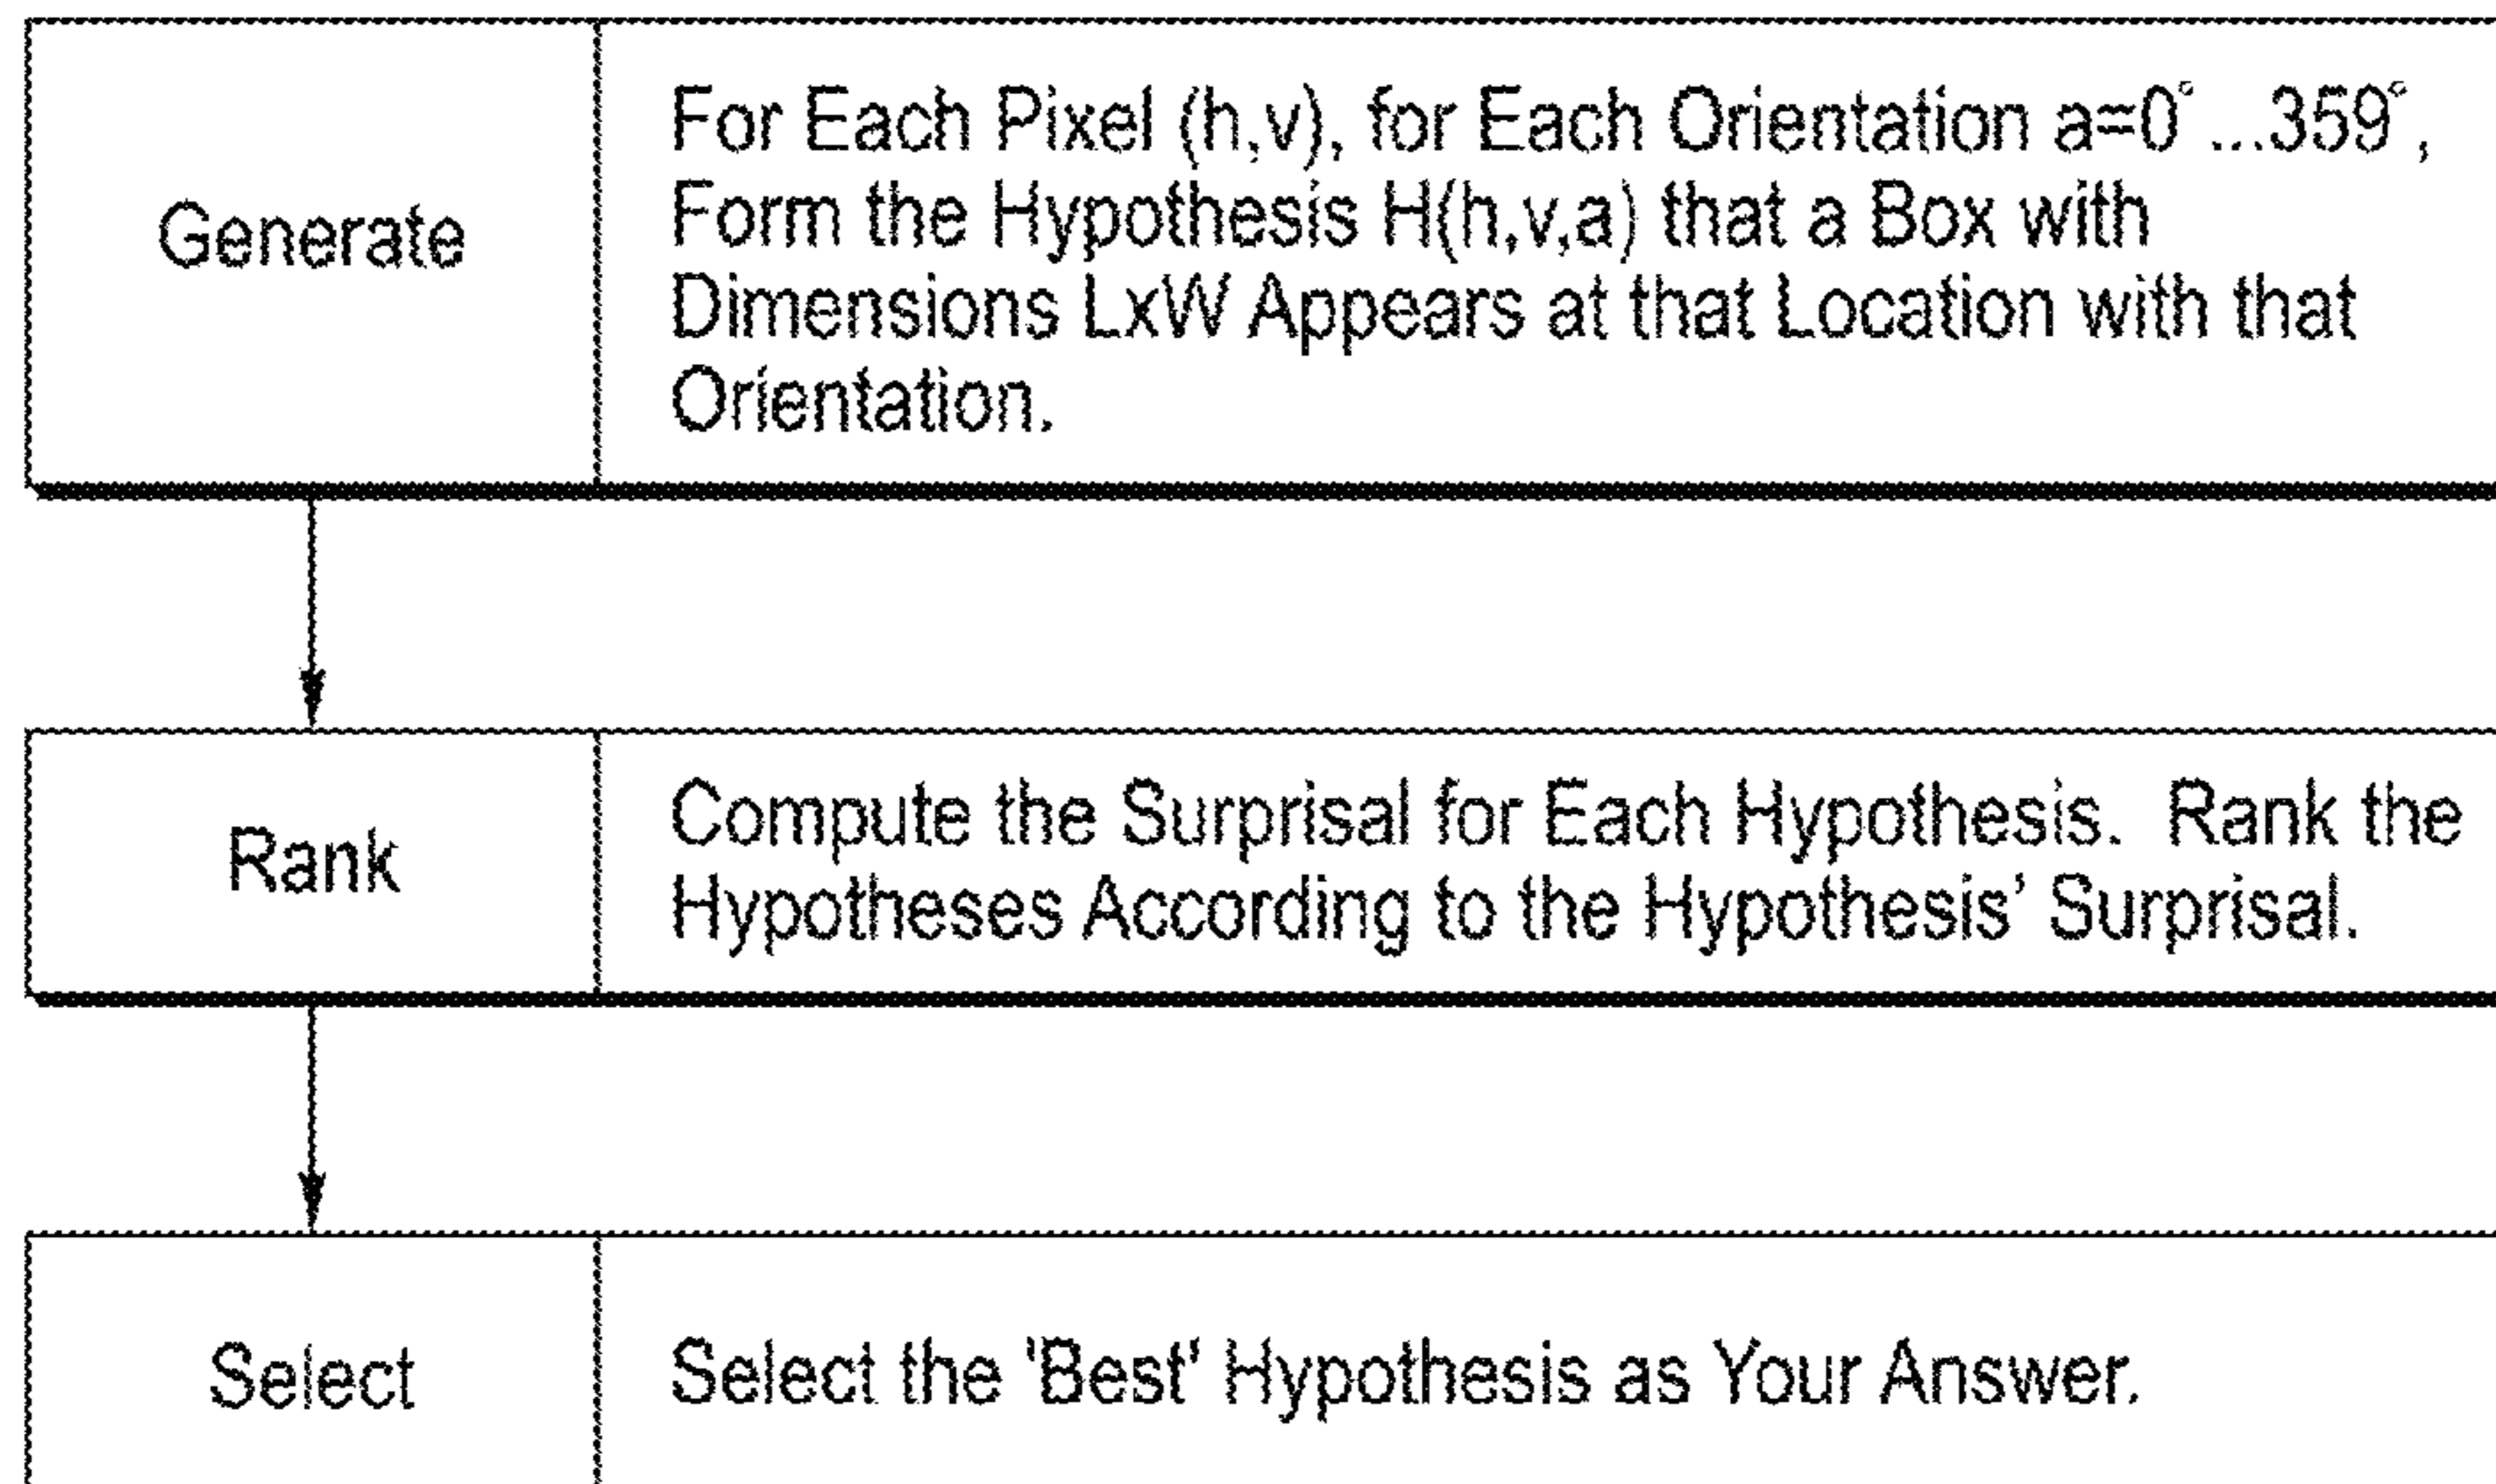 Generate
For Each Pixel (h,v), for Each Orientation a=0°...359°,
Form the Hypothesis H(h,v,a) that a Box with
Dimensions LxW Appears at that Location with that
Orientation.
Rank
Compute the Surprisal for Each Hypothesis. Rank the
Hypotheses According to the Hypothesis' Surprisal.
Select
Select the 'Best' Hypothesis as Your Answer.